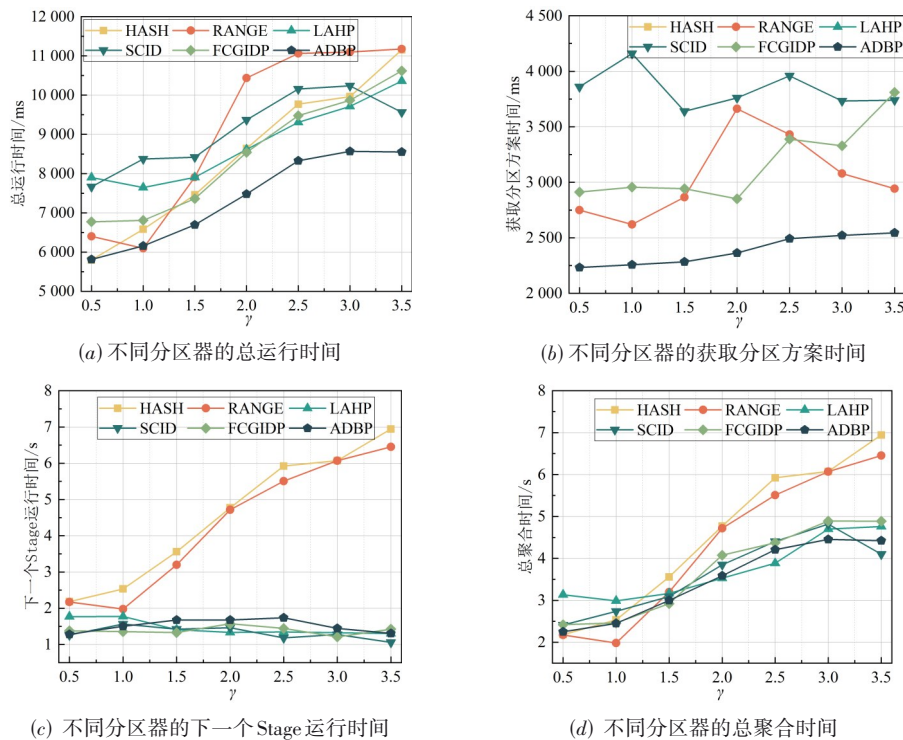 总运行时间/ms
11 000
10 000
9 000
8 000
7 000
6 000
5 000
HASH RANGE LAHP
SCID FCGIDP ADBP
0.5 1.0 1.5 2.0 2.5 3.0 3.5
γ
(a) 不同分区器的总运行时间
获取分区方案时间/ms
4 500
4 000
3 500
3 000
2 500
2 000
HASH RANGE LAHP
SCID FCGIDP ADBP
0.5 1.0 1.5 2.0 2.5 3.0 3.5
γ
(b) 不同分区器的获取分区方案时间
下一个Stage运行时间/s
8
7
6
5
4
3
2
1
HASH RANGE LAHP
SCID FCGIDP ADBP
0.5 1.0 1.5 2.0 2.5 3.0 3.5
γ
(c) 不同分区器的下一个Stage运行时间
总聚合时间/s
8
7
6
5
4
3
2
HASH RANGE LAHP
SCID FCGIDP ADBP
0.5 1.0 1.5 2.0 2.5 3.0 3.5
γ
(d) 不同分区器的总聚合时间